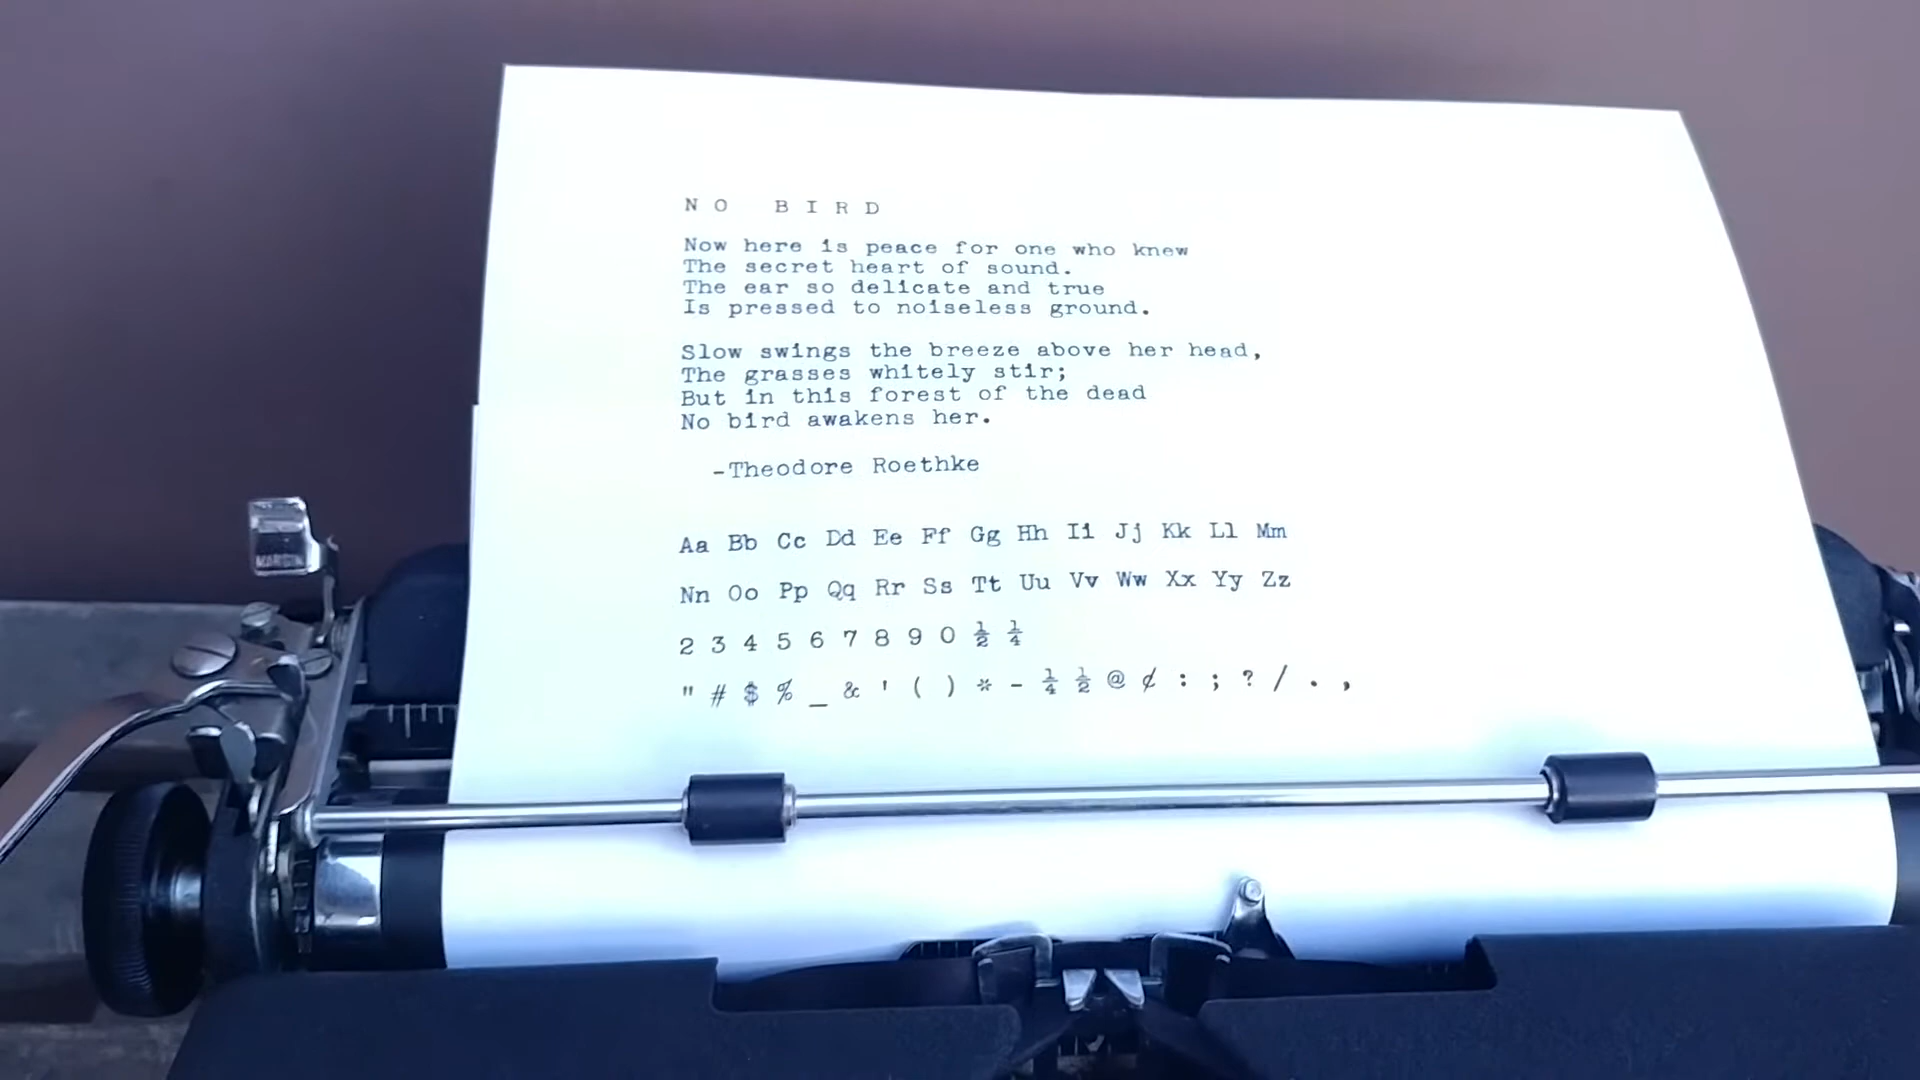 N O   B I R D
Now here is peace for one who knew
The secret heart of sound.
The ear so delicate and true
Is pressed to noiseless ground.
Slow swings the breeze above her head,
The grasses whitely stir;
But in this forest of the dead
No bird awakens her.
-Theodore Roethke
Aa Bb Cc Dd Ee Ff Gg Hh Ii Jj Kk Ll Mm
Nn Oo Pp Qq Rr Ss Tt Uu Vv Ww Xx Yy Zz
2 3 4 5 6 7 8 9 0 ½ ¼
" # $ % _ & ' ( ) * - ¼ ½ @ ¢ : ; ? / . ,
MARGIN